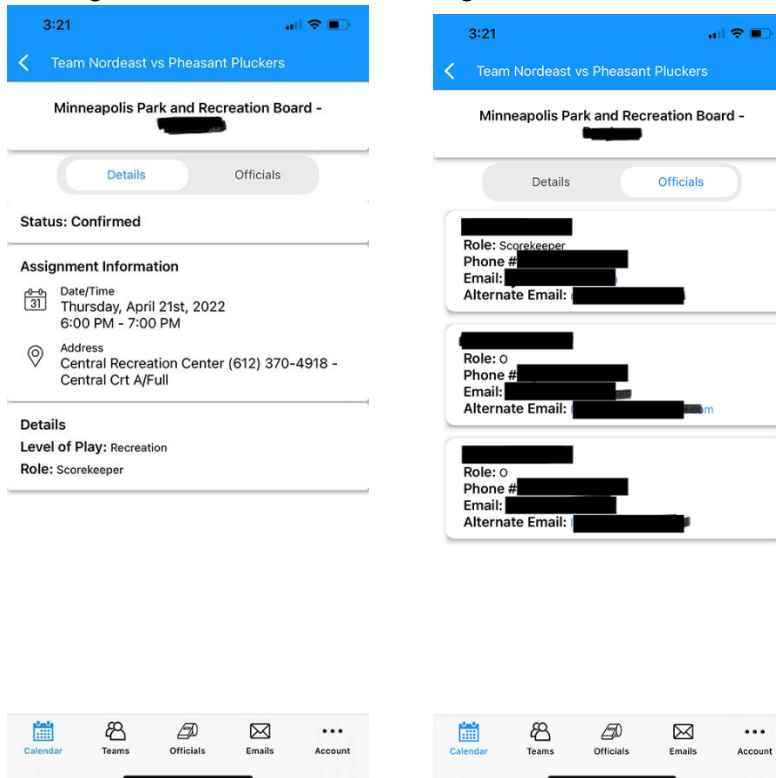 3:21
Team Nordeast vs Pheasant Pluckers
Minneapolis Park and Recreation Board -
Details
Officials
Status: Confirmed
Assignment Information
31
Date/Time
Thursday, April 21st, 2022
6:00 PM - 7:00 PM
Address
Central Recreation Center (612) 370-4918 -
Central Crt A/Full
Details
Level of Play: Recreation
Role: Scorekeeper
Calendar
Teams
Officials
Emails
Account
3:21
Team Nordeast vs Pheasant Pluckers
Minneapolis Park and Recreation Board -
Details
Officials
Role: Scorekeeper
Phone #
Email:
Alternate Email:
Role: O
Phone #
Email:
Alternate Email:
Role: O
Phone #
Email:
Alternate Email:
Calendar
Teams
Officials
Emails
Account